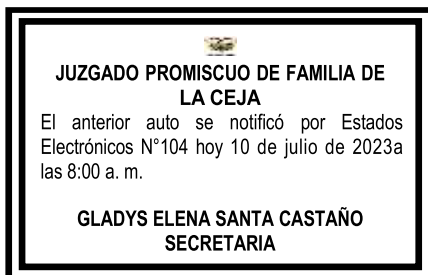 JUZGADO PROMISCUO DE FAMILIA DE
LA CEJA
El anterior auto se notificó por Estados
Electrónicos N°104 hoy 10 de julio de 2023a
las 8:00 a. m.
GLADYS ELENA SANTA CASTAÑO
SECRETARIA